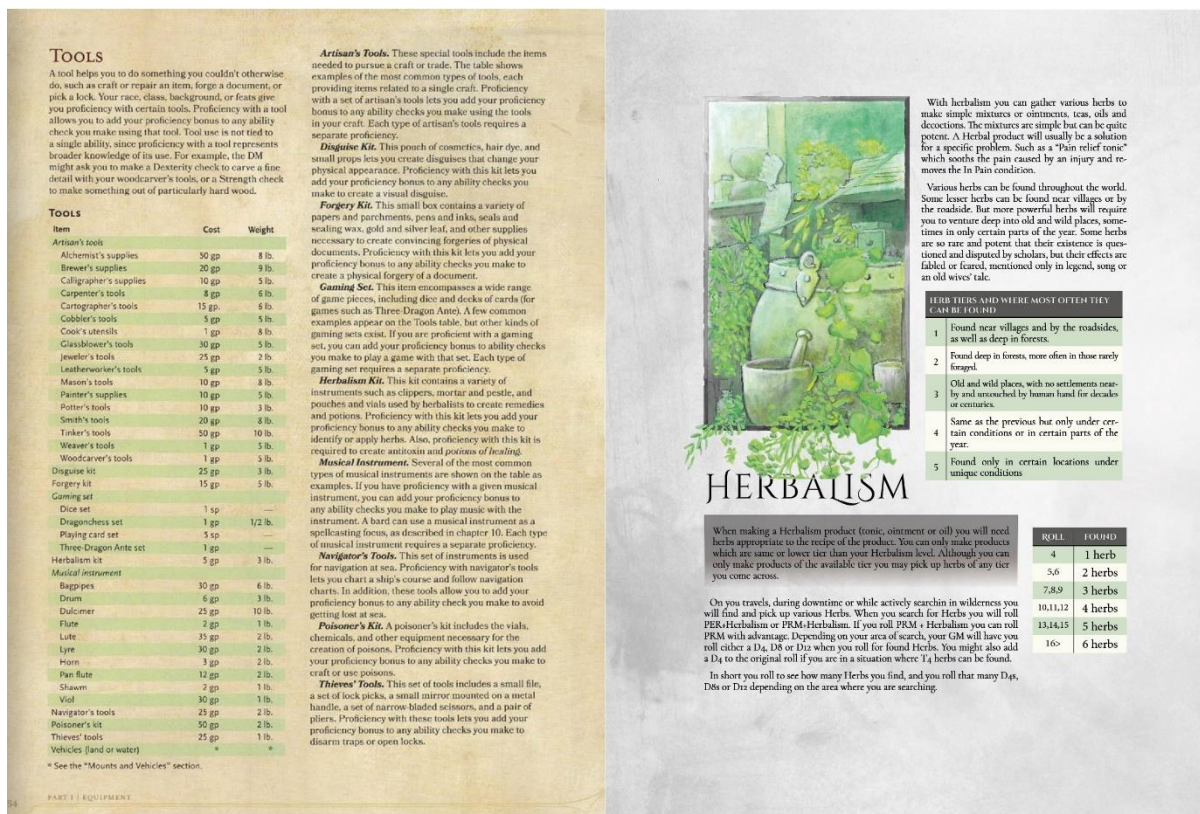 TOOLS
A tool helps you to do something you couldn't otherwise
do, such as craft or repair an item, forge a document, or
pick a lock. Your race, class, background, or feats give
you proficiency with certain tools. Proficiency with a tool
allows you to add your proficiency bonus to any ability
check you make using that tool. Tool use is not tied to
a single ability, since proficiency with a tool represents
broader knowledge of its use. For example, the DM
might ask you to make a Dexterity check to carve a fine
detail with your woodcarver's tools, or a Strength check
to make something out of particularly hard wood.
TOOLS
Item Cost Weight
Artisan's tools
Alchemist's supplies 50 gp 8 lb.
Brewer's supplies 20 gp 9 lb.
Calligrapher's supplies 10 gp 5 lb.
Carpenter's tools 8 gp 6 lb.
Cartographer's tools 15 gp. 6 lb.
Cobbler's tools 5 gp 5 lb.
Cook's utensils 1 gp 8 lb.
Glassblower's tools 30 gp 5 lb.
Jeweler's tools 25 gp 2 lb
Leatherworker's tools 5 gp 5 lb.
Mason's tools 10 gp 8 lb.
Painter's supplies 10 gp 5 lb.
Potter's tools 10 gp 3 lb.
Smith's tools 20 gp 8 lb.
Tinker's tools 50 gp 10 lb.
Weaver's tools 1 gp 5 lb.
Woodcarver's tools 1 gp 5 lb.
Disguise kit 25 gp 3 lb.
Forgery kit 15 gp 5 lb.
Gaming set
Dice set 1 sp —
Dragonchess set 1 gp 1/2 lb.
Playing card set 5 sp —
Three-Dragon Ante set 1 gp —
Herbalism kit 5 gp 3 lb.
Musical instrument
Bagpipes 30 gp 6 lb.
Drum 6 gp 3 lb.
Dulcimer 25 gp 10 lb.
Flute 2 gp 1 lb.
Lute 35 gp 2 lb.
Lyre 30 gp 2 lb.
Horn 3 gp 2 lb.
Pan flute 12 gp 2 lb.
Shawm 2 gp 1 lb.
Viol 30 gp 1 lb.
Navigator's tools 25 gp 2 lb.
Poisoner's kit 50 gp 2 lb.
Thieves' tools 25 gp 1 lb.
Vehicles (land or water) * *
* See the "Mounts and Vehicles" section.
54
PART 1 | EQUIPMENT
Artisan's Tools. These special tools include the items
needed to pursue a craft or trade. The table shows
examples of the most common types of tools, each
providing items related to a single craft. Proficiency
with a set of artisan's tools lets you add your proficiency
bonus to any ability checks you make using the tools
in your craft. Each type of artisan's tools requires a
separate proficiency.
Disguise Kit. This pouch of cosmetics, hair dye, and
small props lets you create disguises that change your
physical appearance. Proficiency with this kit lets you
add your proficiency bonus to any ability checks you
make to create a visual disguise.
Forgery Kit. This small box contains a variety of
papers and parchments, pens and inks, seals and
sealing wax, gold and silver leaf, and other supplies
necessary to create convincing forgeries of physical
documents. Proficiency with this kit lets you add your
proficiency bonus to any ability checks you make to
create a physical forgery of a document.
Gaming Set. This item encompasses a wide range
of game pieces, including dice and decks of cards (for
games such as Three-Dragon Ante). A few common
examples appear on the Tools table, but other kinds of
gaming sets exist. If you are proficient with a gaming
set, you can add your proficiency bonus to ability checks
you make to play a game with that set. Each type of
gaming set requires a separate proficiency.
Herbalism Kit. This kit contains a variety of
instruments such as clippers, mortar and pestle, and
pouches and vials used by herbalists to create remedies
and potions. Proficiency with this kit lets you add your
proficiency bonus to any ability checks you make to
identify or apply herbs. Also, proficiency with this kit is
required to create antitoxin and potions of healing.
Musical Instrument. Several of the most common
types of musical instruments are shown on the table as
examples. If you have proficiency with a given musical
instrument, you can add your proficiency bonus to
any ability checks you make to play music with the
instrument. A bard can use a musical instrument as a
spellcasting focus, as described in chapter 10. Each type
of musical instrument requires a separate proficiency.
Navigator's Tools. This set of instruments is used
for navigation at sea. Proficiency with navigator's tools
lets you chart a ship's course and follow navigation
charts. In addition, these tools allow you to add your
proficiency bonus to any ability check you make to avoid
getting lost at sea.
Poisoner's Kit. A poisoner's kit includes the vials,
chemicals, and other equipment necessary for the
creation of poisons. Proficiency with this kit lets you add
your proficiency bonus to any ability checks you make to
craft or use poisons.
Thieves' Tools. This set of tools includes a small file,
a set of lock picks, a small mirror mounted on a metal
handle, a set of narrow-bladed scissors, and a pair of
pliers. Proficiency with these tools lets you add your
proficiency bonus to any ability checks you make to
disarm traps or open locks.
With herbalism you can gather various herbs to
make simple mixtures or ointments, teas, oils and
decoctions. The mixtures are simple but can be quite
potent. A Herbal product will usually be a solution
for a specific problem. Such as a "Pain relief tonic"
which sooths the pain caused by an injury and re-
moves the In Pain condition.
Various herbs can be found throughout the world.
Some lesser herbs can be found near villages or by
the roadside. But more powerful herbs will require
you to venture deep into old and wild places, some-
times in only certain parts of the year. Some herbs
are so rare and potent that their existence is ques-
tioned and disputed by scholars, but their effects are
fabled or feared, mentioned only in legend, song or
an old wives' tale.
HERB TIERS AND WHERE MOST OFTEN THEY
CAN BE FOUND
1 Found near villages and by the roadsides,
as well as deep in forests.
2 Found deep in forests, more often in those rarely
foraged.
3 Old and wild places, with no settlements near-
by and untouched by human hand for decades
or centuries.
4 Same as the previous but only under cer-
tain conditions or in certain parts of the
year.
5 Found only in certain locations under
unique conditions
HERBALISM
When making a Herbalism product (tonic, ointment or oil) you will need
herbs appropriate to the recipe of the product. You can only make products
which are same or lower tier than your Herbalism level. Although you can
only make products of the available tier you may pick up herbs of any tier
you come across.
On you travels, during downtime or while actively searchin in wilderness you
will find and pick up various Herbs. When you search for Herbs you will roll
PER+Herbalism or PRM+Herbalism. If you roll PRM + Herbalism you can roll
PRM with advantage. Depending on your area of search, your GM will have you
roll either a D4, D8 or D12 when you roll for found Herbs. You might also add
a D4 to the original roll if you are in a situation where T4 herbs can be found.
In short you roll to see how many Herbs you find, and you roll that many D4s,
D8s or D12 depending on the area where you are searching.
ROLL FOUND
4 1 herb
5,6 2 herbs
7,8,9 3 herbs
10,11,12 4 herbs
13,14,15 5 herbs
16> 6 herbs